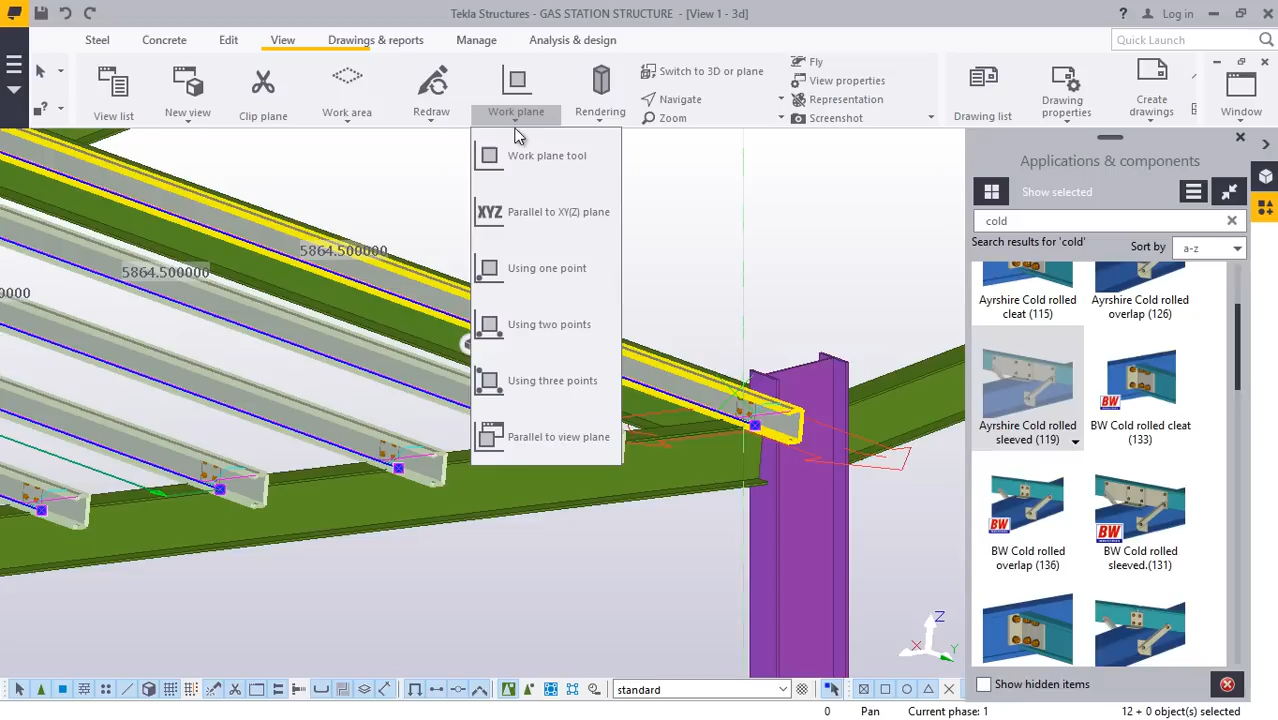 Tekla Structures - GAS STATION STRUCTURE - [View 1 - 3d]
? Log in
Steel Concrete Edit View Drawings & reports Manage Analysis & design
Quick Launch
View list
New view
Clip plane
Work area
Redraw
Work plane
Rendering
Switch to 3D or plane
Navigate
Zoom
Fly
View properties
Representation
Screenshot
Drawing list
Drawing
properties
Create
drawings
Window
Work plane tool
XYZ Parallel to XY(Z) plane
Using one point
Using two points
Using three points
Parallel to view plane
5864.500000
5864.500000
0000
X
Y
Z
Applications & components
Show selected
cold
Search results for 'cold'
Sort by
a-z
Ayrshire Cold rolled
cleat (115)
Ayrshire Cold rolled
overlap (126)
Ayrshire Cold rolled
sleeved (119)
BW
BW Cold rolled cleat
(133)
BW
BW Cold rolled
overlap (136)
BW
BW Cold rolled
sleeved.(131)
Show hidden items
standard
0 Pan Current phase: 1 12 + 0 object(s) selected